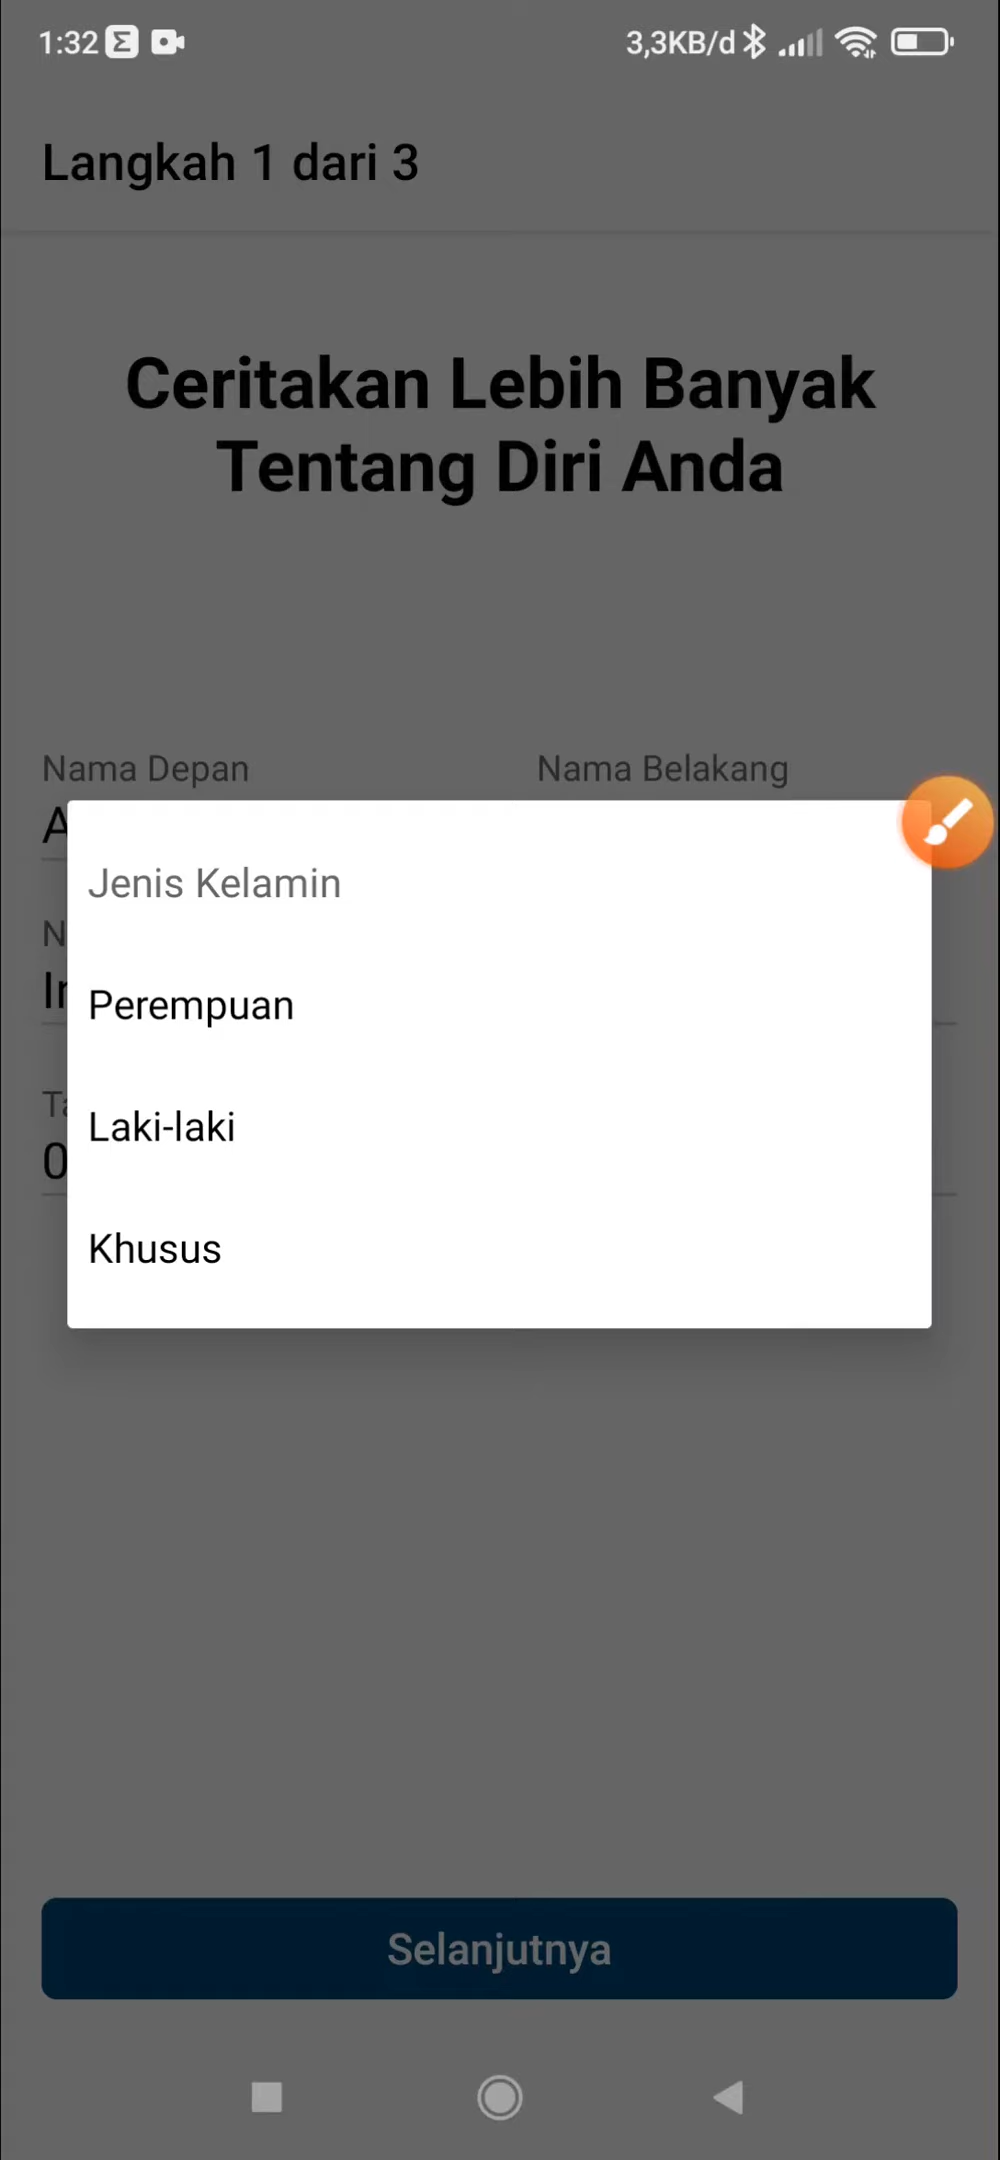 1:32
3,3KB/d
Langkah 1 dari 3
Ceritakan Lebih Banyak
Tentang Diri Anda
Nama Depan
Nama Belakang
Jenis Kelamin
Perempuan
Laki-laki
Khusus
Selanjutnya